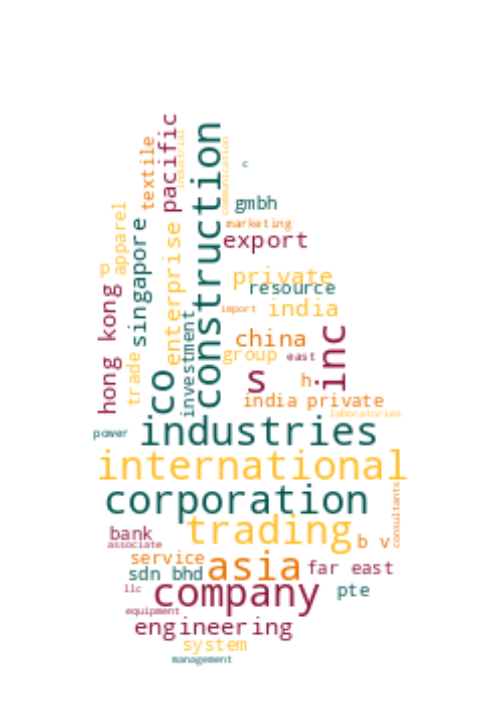 pacific
construction
textile
industrial
communication
c
gmbh
marketing
export
apparel
p
singapore
enterprise
private
resource
hong kong
import
india
investment
trade
china
inc
group
east
co
s
h
india private
laboratories
power
industries
international
corporation
consultants
trading
bank
b v
associate
service
asia
far east
sdn bhd
llc
company
pte
equipment
engineering
system
management